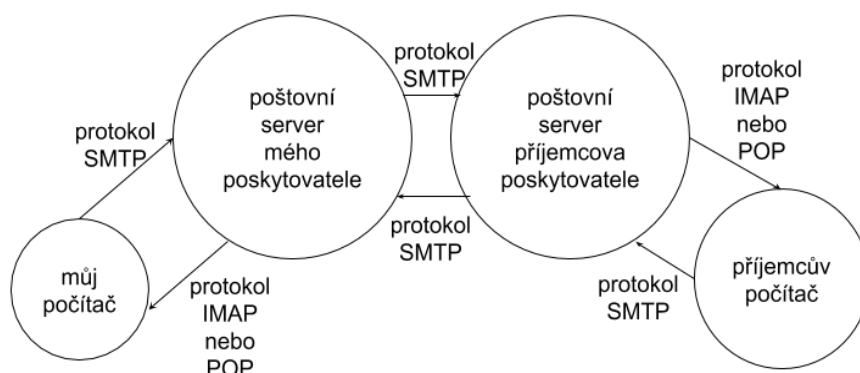 protokol
SMTP
poštovní
server
mého
poskytovatele
protokol
SMTP
poštovní
server
příjemcova
poskytovatele
protokol
IMAP
nebo
POP
protokol
SMTP
můj
počítač
protokol
IMAP
nebo
POP
protokol
SMTP
příjemcův
počítač